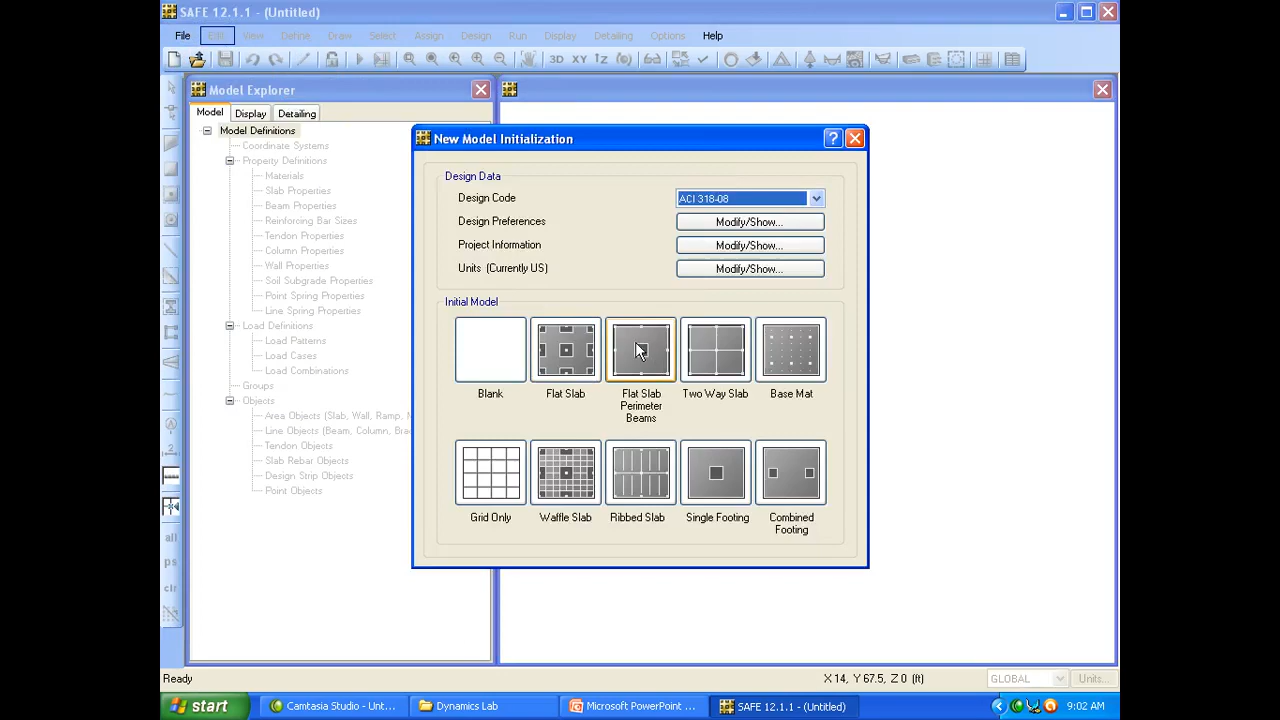 SAFE 12.1.1 - (Untitled)
File Edit View Define Draw Select Assign Design Run Display Detailing Options Help
3D XY
Model Explorer
Model Display Detailing
Model Definitions
Coordinate Systems
Property Definitions
Materials
Slab Properties
Beam Properties
Reinforcing Bar Sizes
Tendon Properties
Column Properties
Wall Properties
Soil Subgrade Properties
Point Spring Properties
Line Spring Properties
Load Definitions
Load Patterns
Load Cases
Load Combinations
Groups
Objects
Area Objects (Slab, Wall, Ramp,
Line Objects (Beam, Column,
Tendon Objects
Slab Rebar Objects
Design Strip Objects
Point Objects
all
ps
clr
New Model Initialization
Design Data
Design Code ACI 318-08
Design Preferences Modify/Show...
Project Information Modify/Show...
Units (Currently US) Modify/Show...
Initial Model
Blank
Flat Slab
Flat Slab
Perimeter
Beams
Two Way Slab
Base Mat
Grid Only
Waffle Slab
Ribbed Slab
Single Footing
Combined
Footing
Ready X 14, Y 67.5, Z 0 (ft) GLOBAL Units...
start Camtasia Studio - Unt... Dynamics Lab Microsoft PowerPoint ... SAFE 12.1.1 - (Untitled) 9:02 AM